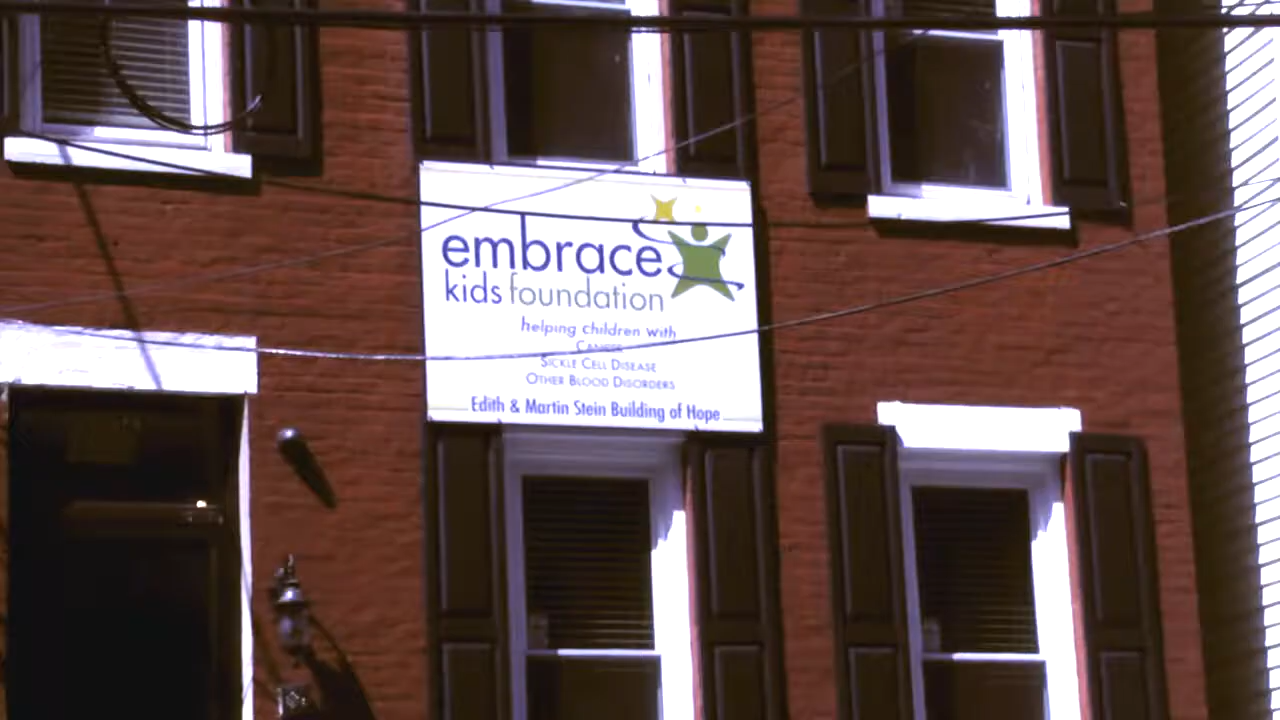 embrace
kids foundation
helping children with
Cancer
Sickle Cell Disease
Other Blood Disorders
Edith & Martin Stein Building of Hope